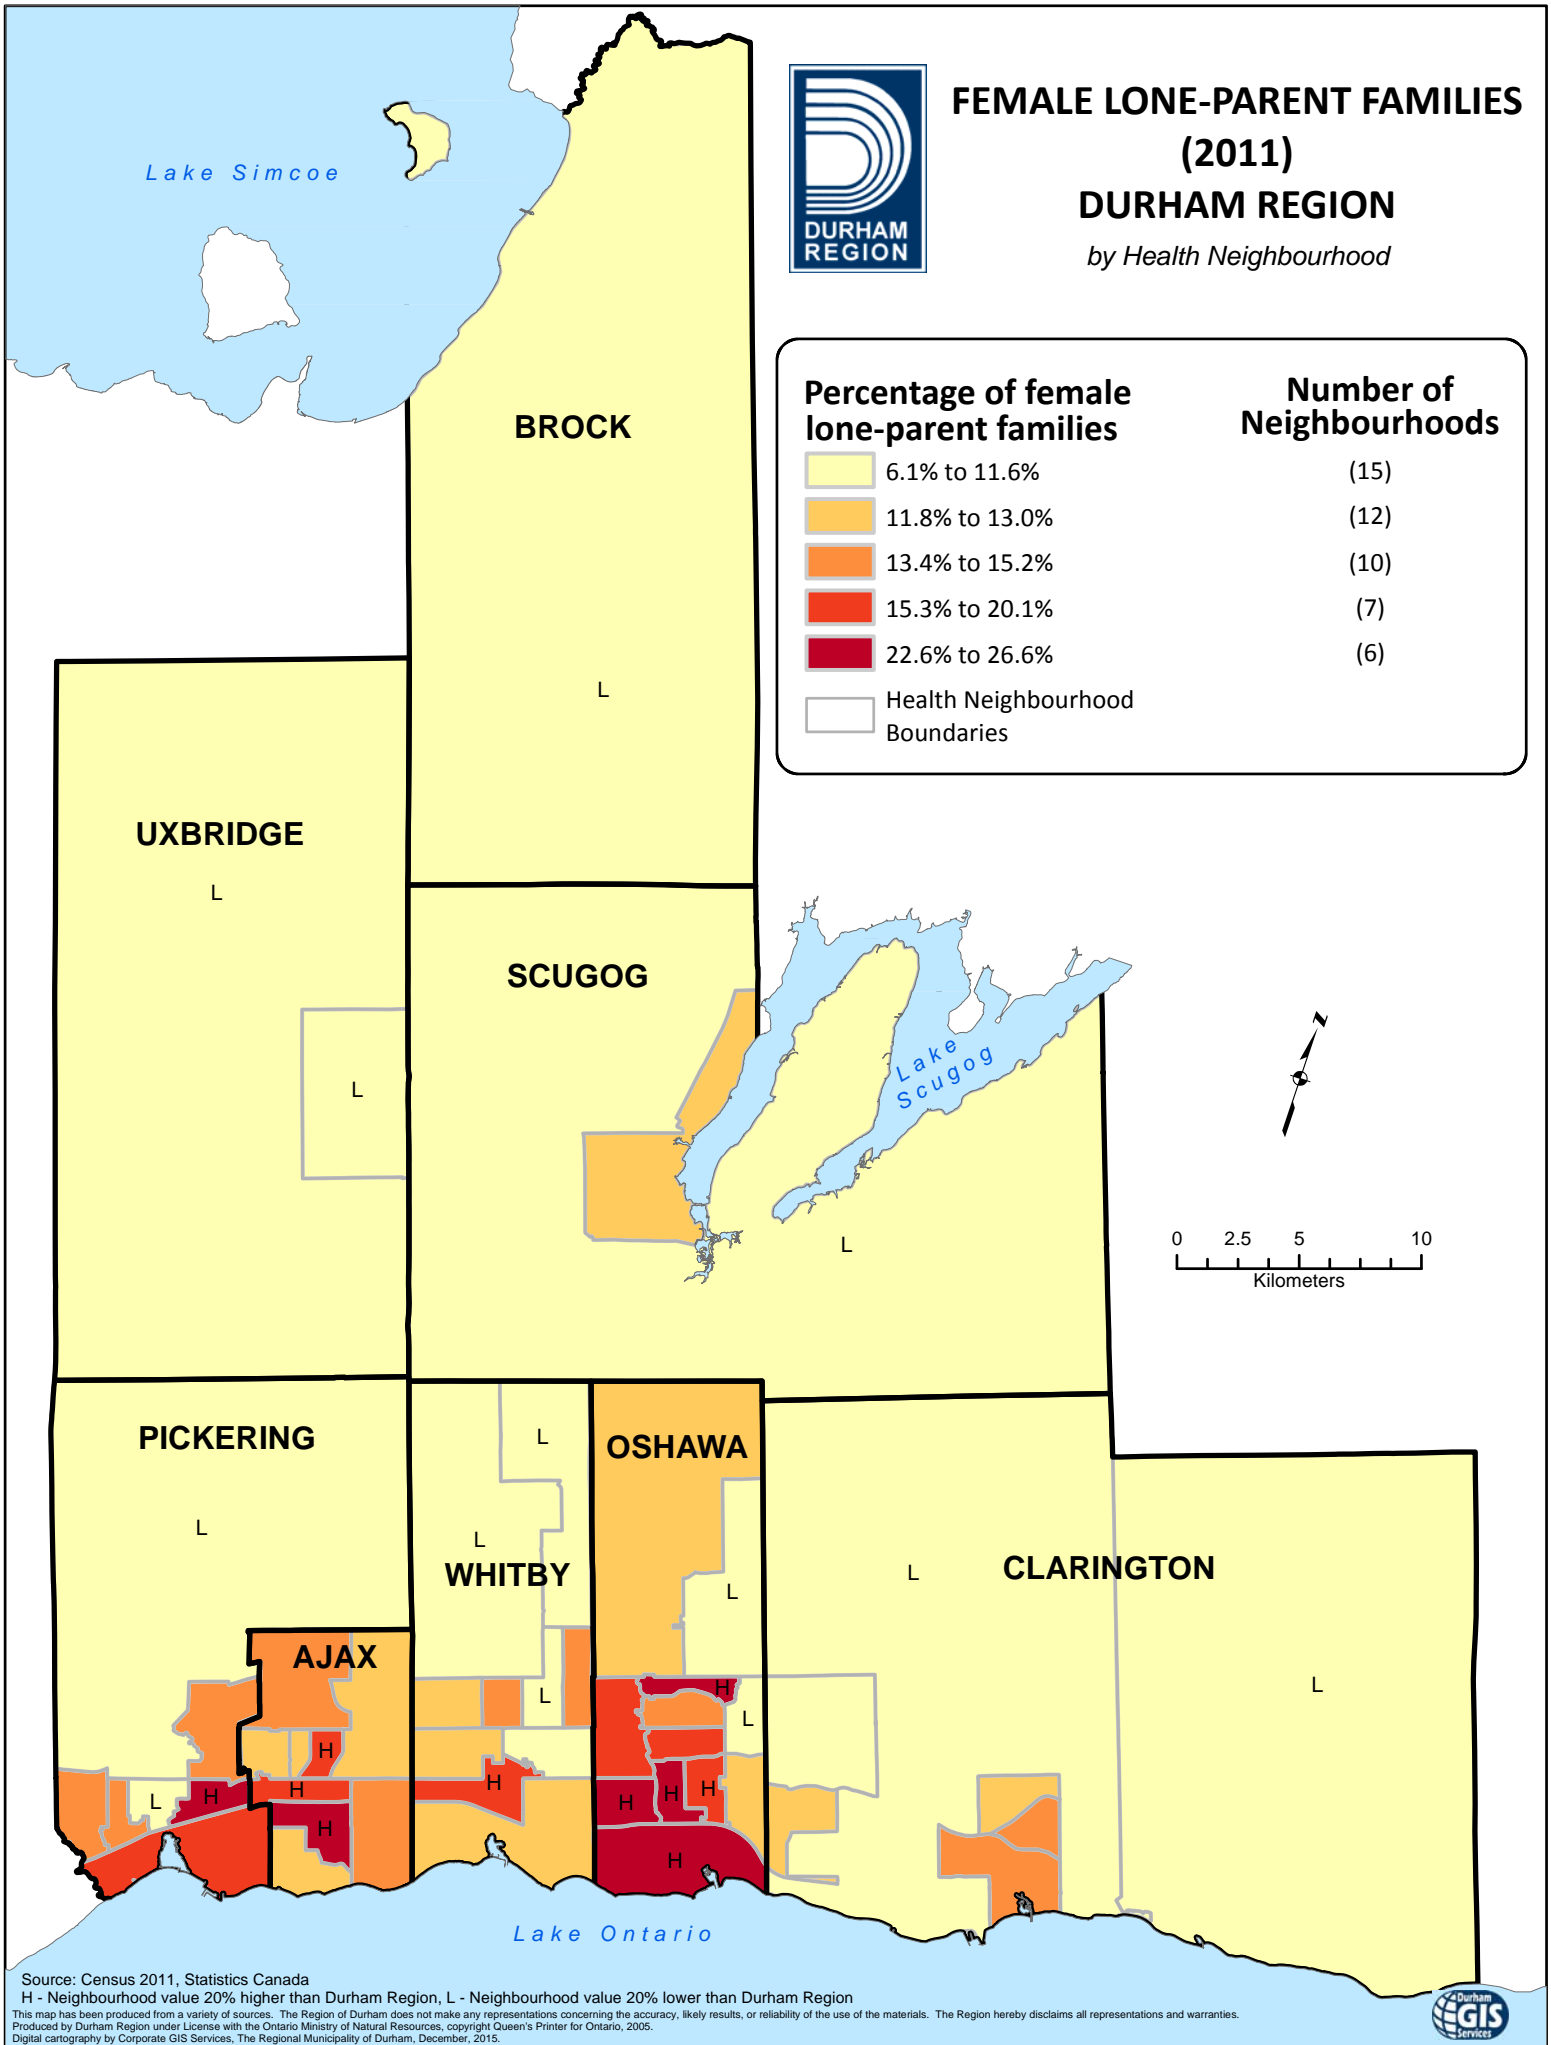 FEMALE LONE-PARENT FAMILIES
(2011)
DURHAM REGION
by Health Neighbourhood
DURHAM
REGION
Lake Simcoe
Percentage of female
lone-parent families
Number of
Neighbourhoods
6.1% to 11.6% (15)
11.8% to 13.0% (12)
13.4% to 15.2% (10)
15.3% to 20.1% (7)
22.6% to 26.6% (6)
Health Neighbourhood
Boundaries
BROCK
L
UXBRIDGE
L
L
SCUGOG
Lake
Scugog
L
N
0 2.5 5 10
Kilometers
PICKERING
L
L
H
AJAX
H
H
H
WHITBY
L
L
L
H
OSHAWA
L
H
L
H
H
H
H
CLARINGTON
L
L
Lake Ontario
Source: Census 2011, Statistics Canada
H - Neighbourhood value 20% higher than Durham Region, L - Neighbourhood value 20% lower than Durham Region
This map has been produced from a variety of sources. The Region of Durham does not make any representations concerning the accuracy, likely results, or reliability of the use of the materials. The Region hereby disclaims all representations and warranties.
Produced by Durham Region under License with the Ontario Ministry of Natural Resources, copyright Queen's Printer for Ontario, 2005.
Digital cartography by Corporate GIS Services, The Regional Municipality of Durham, December, 2015.
Durham
GIS
Services